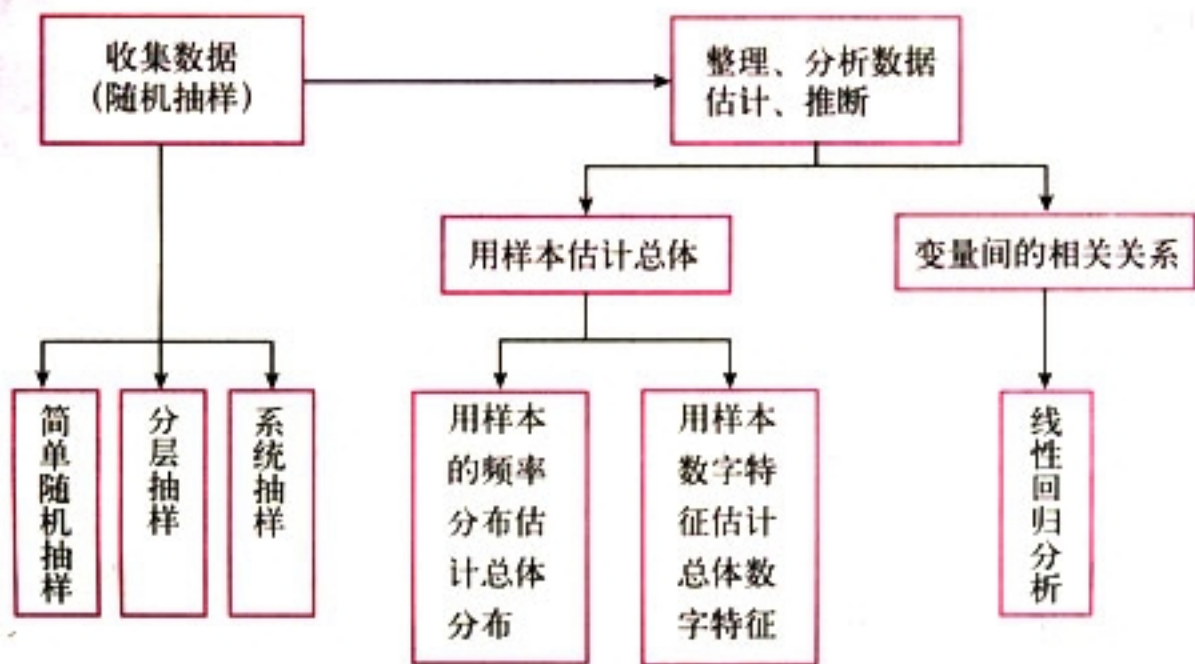 收集数据
(随机抽样)
整理、分析数据
估计、推断
用样本估计总体
变量间的相关关系
简单随机抽样
分层抽样
系统抽样
用样本
的频率
分布估
计总体
分布
用样本
数字特
征估计
总体数
字特征
线性回归分析